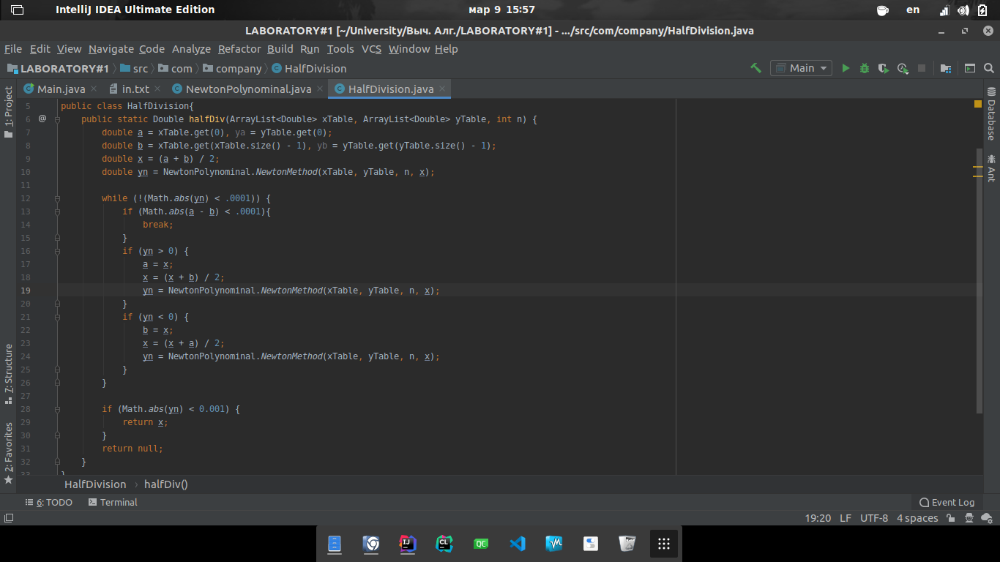 IntelliJ IDEA Ultimate Edition
мар 9 15:57
en
LABORATORY#1 [~/University/Выч. Алг./LABORATORY#1] - .../src/com/company/HalfDivision.java
File Edit View Navigate Code Analyze Refactor Build Run Tools VCS Window Help
LABORATORY#1 src com company HalfDivision
Main
Main.java in.txt NewtonPolynominal.java HalfDivision.java
1: Project
7: Structure
2: Favorites
Database
Ant
5 public class HalfDivision{
6 @ public static Double halfDiv(ArrayList<Double> xTable, ArrayList<Double> yTable, int n) {
7 double a = xTable.get(0), ya = yTable.get(0);
8 double b = xTable.get(xTable.size() - 1), yb = yTable.get(yTable.size() - 1);
9 double x = (a + b) / 2;
10 double yn = NewtonPolynominal.NewtonMethod(xTable, yTable, n, x);
11
12 while (!(Math.abs(yn) < .0001)) {
13 if (Math.abs(a - b) < .0001){
14 break;
15 }
16 if (yn > 0) {
17 a = x;
18 x = (x + b) / 2;
19 yn = NewtonPolynominal.NewtonMethod(xTable, yTable, n, x);
20 }
21 if (yn < 0) {
22 b = x;
23 x = (x + a) / 2;
24 yn = NewtonPolynominal.NewtonMethod(xTable, yTable, n, x);
25 }
26 }
27
28 if (Math.abs(yn) < 0.001) {
29 return x;
30 }
31 return null;
32 }
33 }
HalfDivision › halfDiv()
6: TODO Terminal
Event Log
19:20 LF UTF-8 4 spaces
IJ CL QC